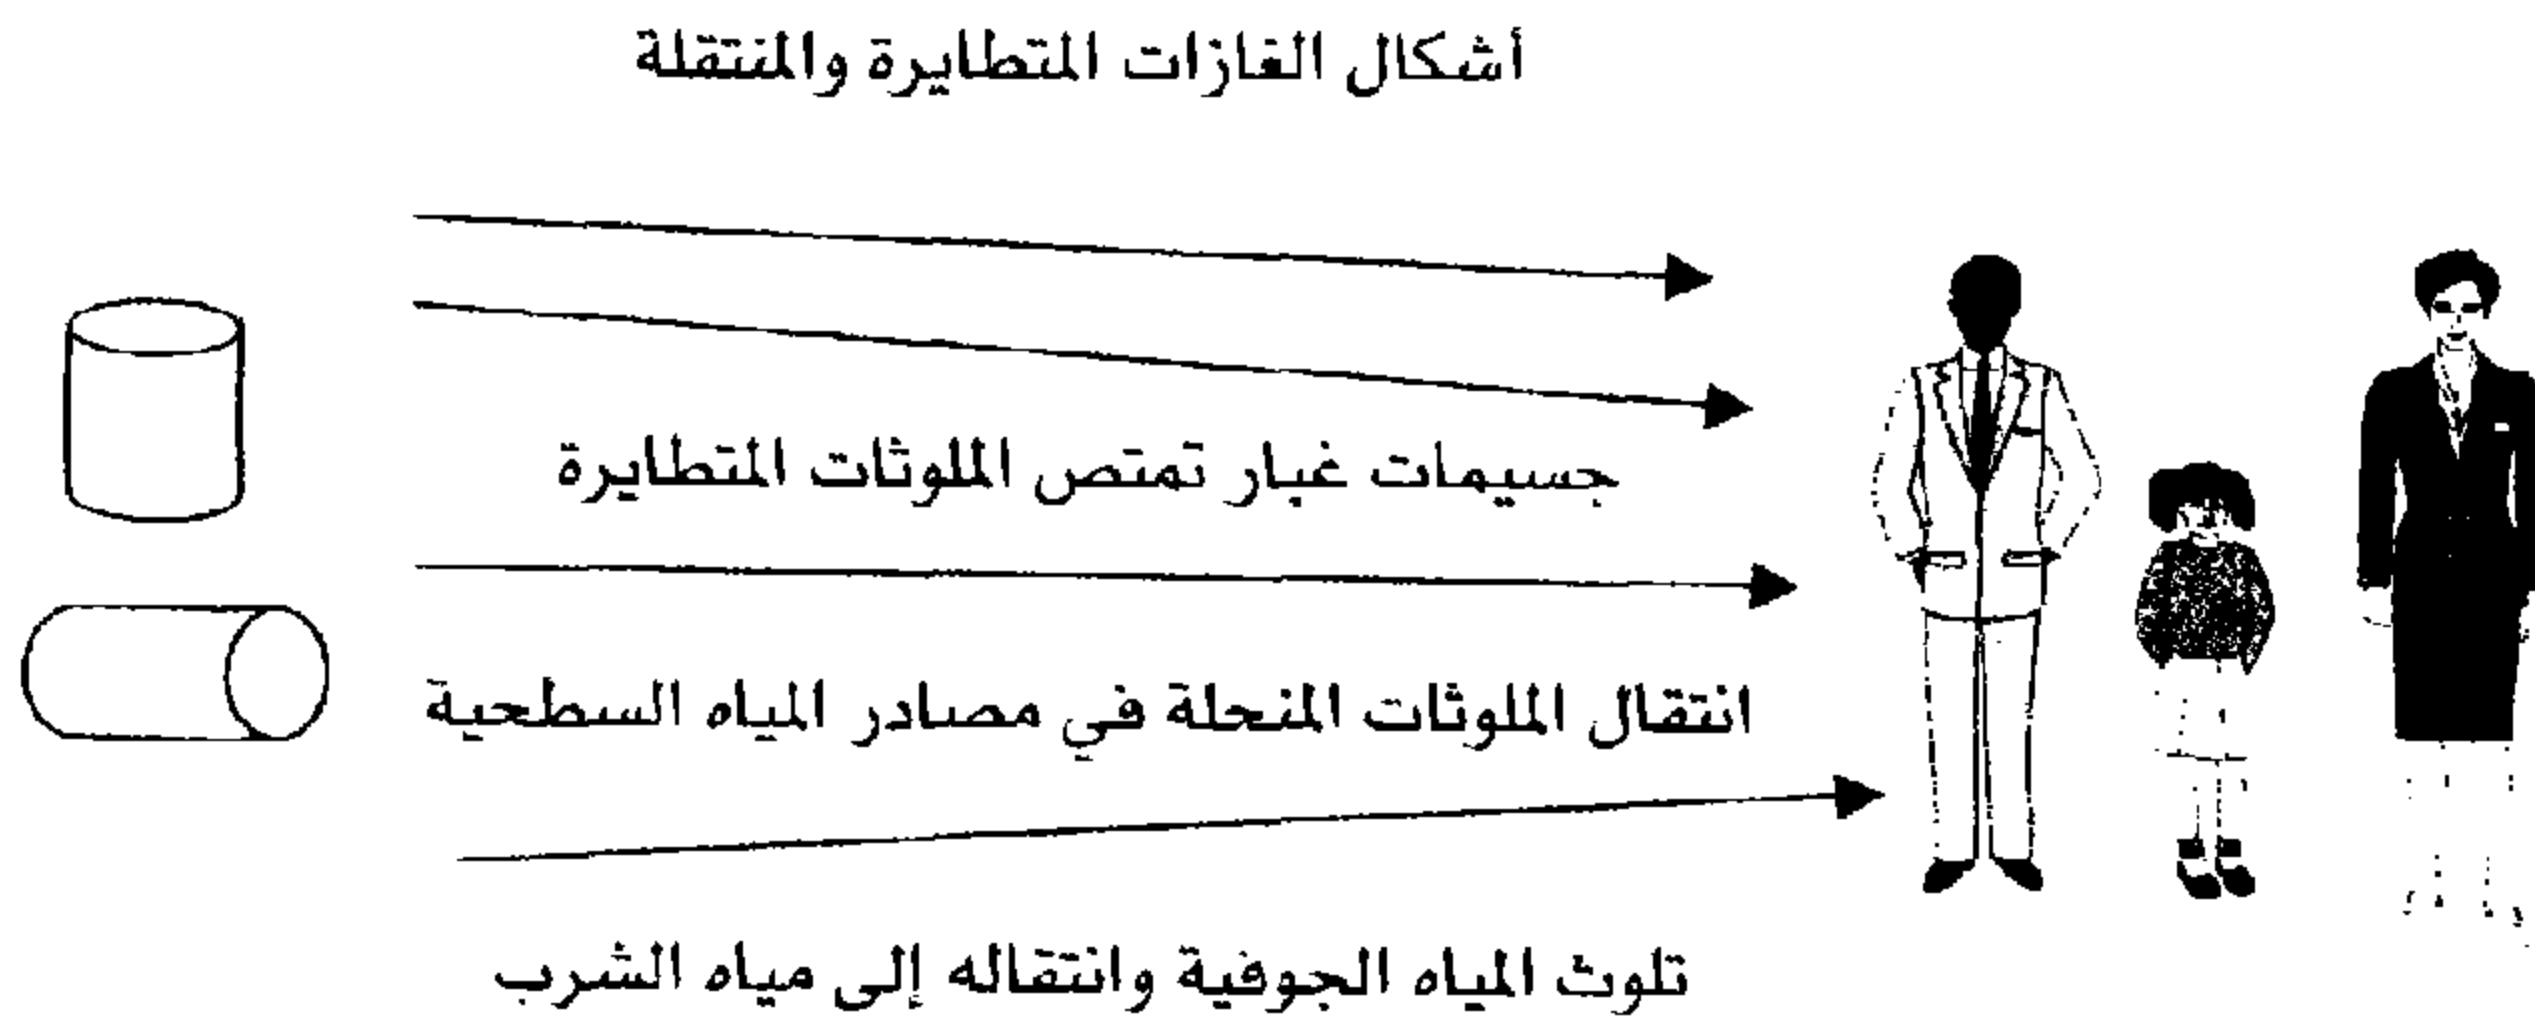 أشكال الغازات المتطايرة والمنتقلة
جسيمات غبار تمتص الملوثات المتطايرة
انتقال الملوثات المنحلة في مصادر المياه السطحية
تلوث المياه الجوفية وانتقاله إلى مياه الشرب